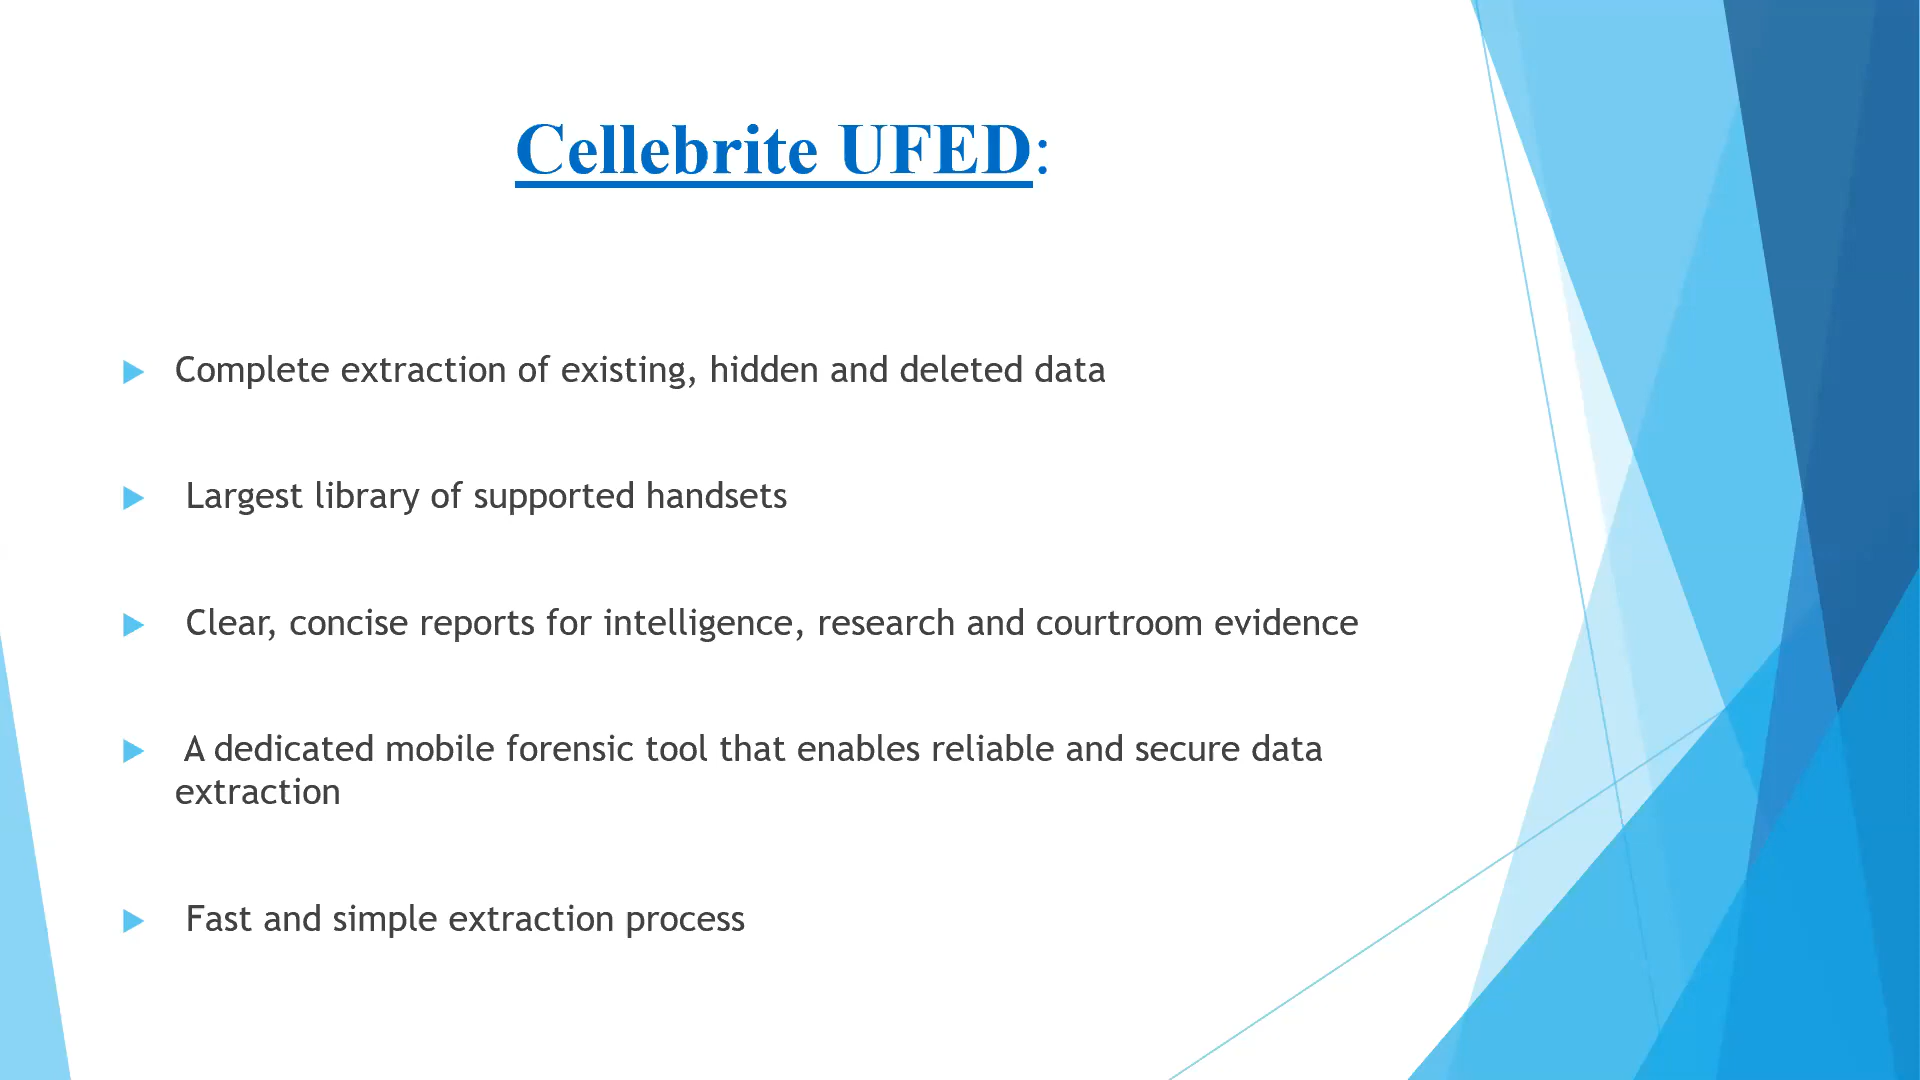 Cellebrite UFED:
Complete extraction of existing, hidden and deleted data
Largest library of supported handsets
Clear, concise reports for intelligence, research and courtroom evidence
A dedicated mobile forensic tool that enables reliable and secure data
extraction
Fast and simple extraction process